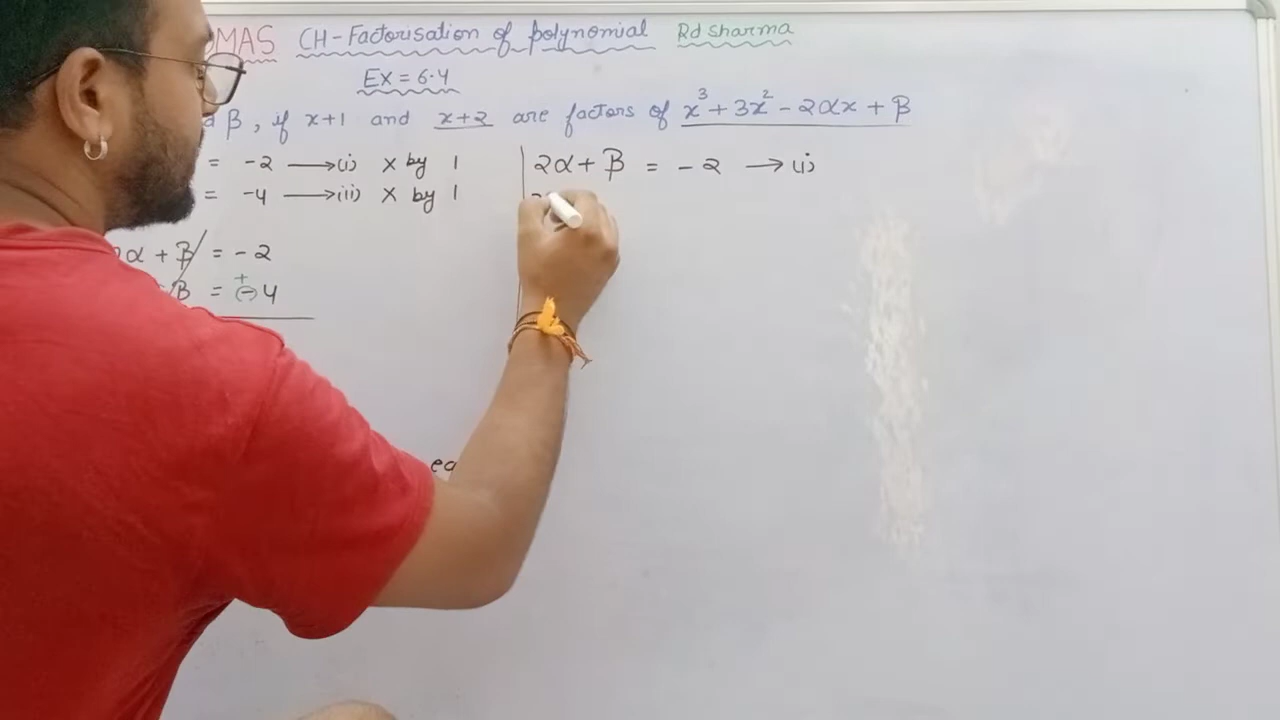 OMAS CH-Factorisation of polynomial Rd Sharma
Ex = 6.4
β, if x+1 and x+2 are factors of x³ + 3x² - 2αx + β
= -2 ⟶(i) × by 1
= -4 ⟶(ii) × by 1
α + β = -2
β = (-) 4
+
2α + β = -2 → (i)